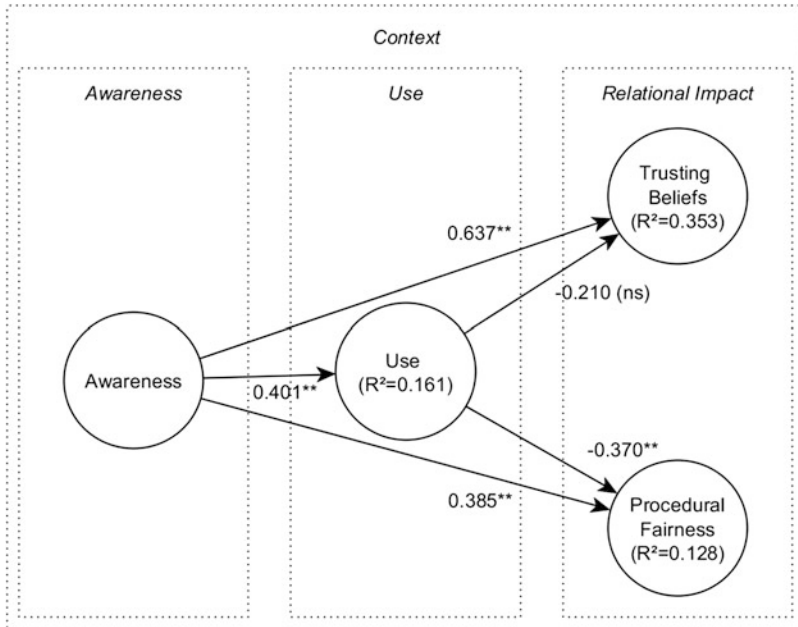 Context
Awareness
Use
Relational Impact
Trusting
Beliefs
(R²=0.353)
0.637**
-0.210 (ns)
Awareness
0.401**
Use
(R²=0.161)
-0.370**
0.385**
Procedural
Fairness
(R²=0.128)